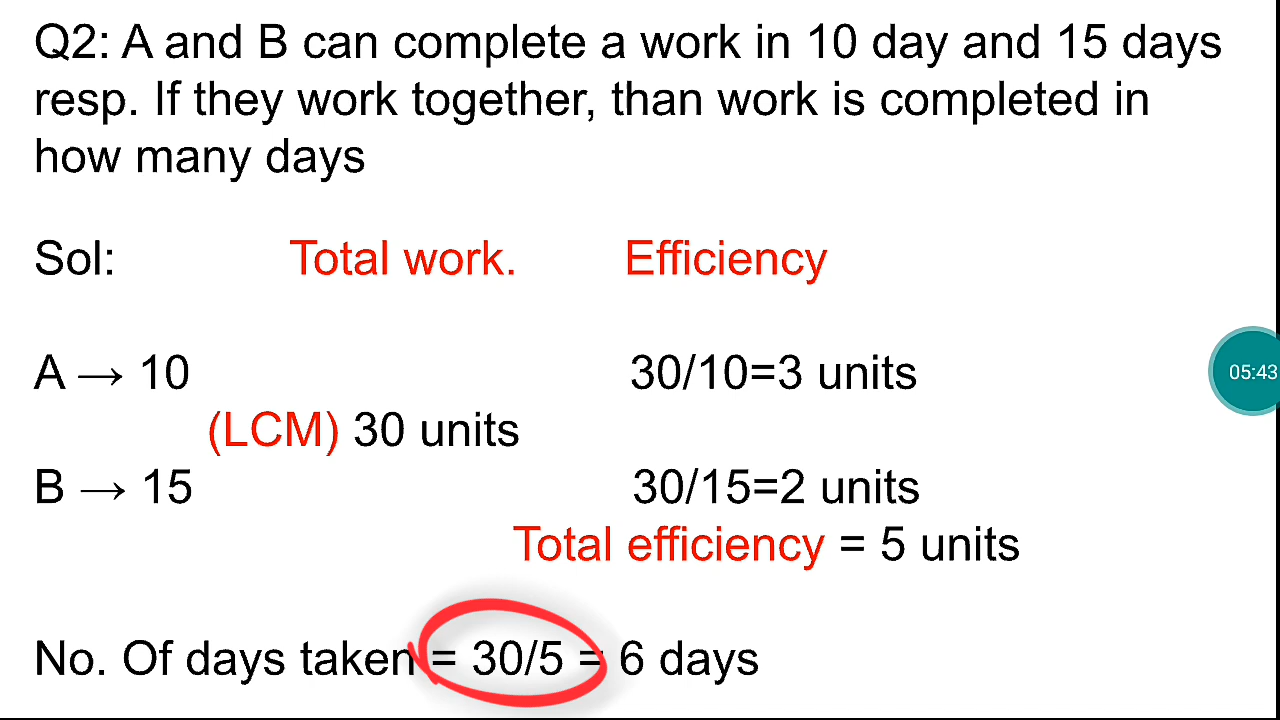 Q2: A and B can complete a work in 10 day and 15 days
resp. If they work together, than work is completed in
how many days
Sol: Total work. Efficiency
A → 10 30/10=3 units
(LCM) 30 units
B → 15 30/15=2 units
Total efficiency = 5 units
No. Of days taken = 30/5 = 6 days
05:43